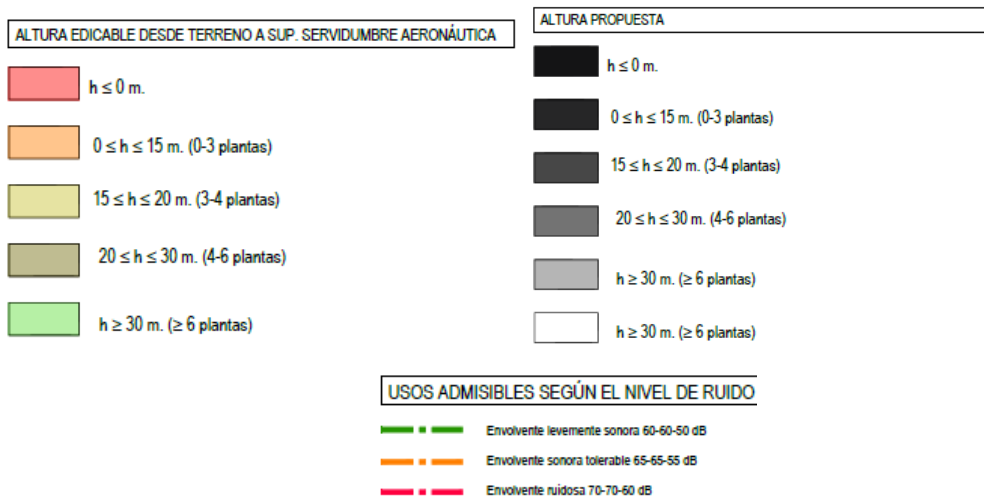 ALTURA EDICABLE DESDE TERRENO A SUP. SERVIDUMBRE AERONÁUTICA
h ≤ 0 m.
0 ≤ h ≤ 15 m. (0-3 plantas)
15 ≤ h ≤ 20 m. (3-4 plantas)
20 ≤ h ≤ 30 m. (4-6 plantas)
h ≥ 30 m. (≥ 6 plantas)
ALTURA PROPUESTA
h ≤ 0 m.
0 ≤ h ≤ 15 m. (0-3 plantas)
15 ≤ h ≤ 20 m. (3-4 plantas)
20 ≤ h ≤ 30 m. (4-6 plantas)
h ≥ 30 m. (≥ 6 plantas)
h ≥ 30 m. (≥ 6 plantas)
USOS ADMISIBLES SEGÚN EL NIVEL DE RUIDO
Envolvente levemente sonora 60-60-50 dB
Envolvente sonora tolerable 65-65-55 dB
Envolvente ruidosa 70-70-60 dB